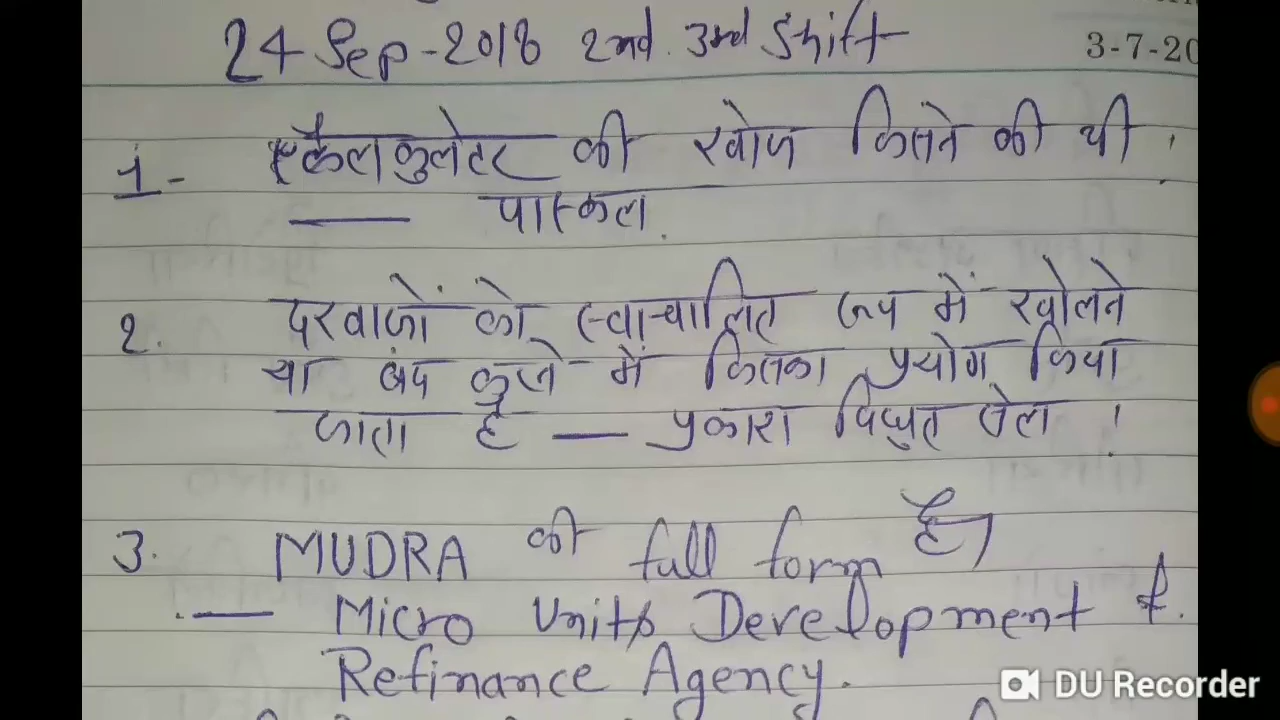 24 Sep-2018 2nd. 3rd Shift
3-7-20
1- कैलकुलेटर की खोज किसने की थी
— पास्कल.
2. दरवाजों को स्वाचालित रूप में खोलने
या बंद करने में किसका प्रयोग किया
जाता है — प्रकाश विधुत सेल !
3. MUDRA की full form है।
— Micro Units Development &.
Refinance Agency.
DU Recorder